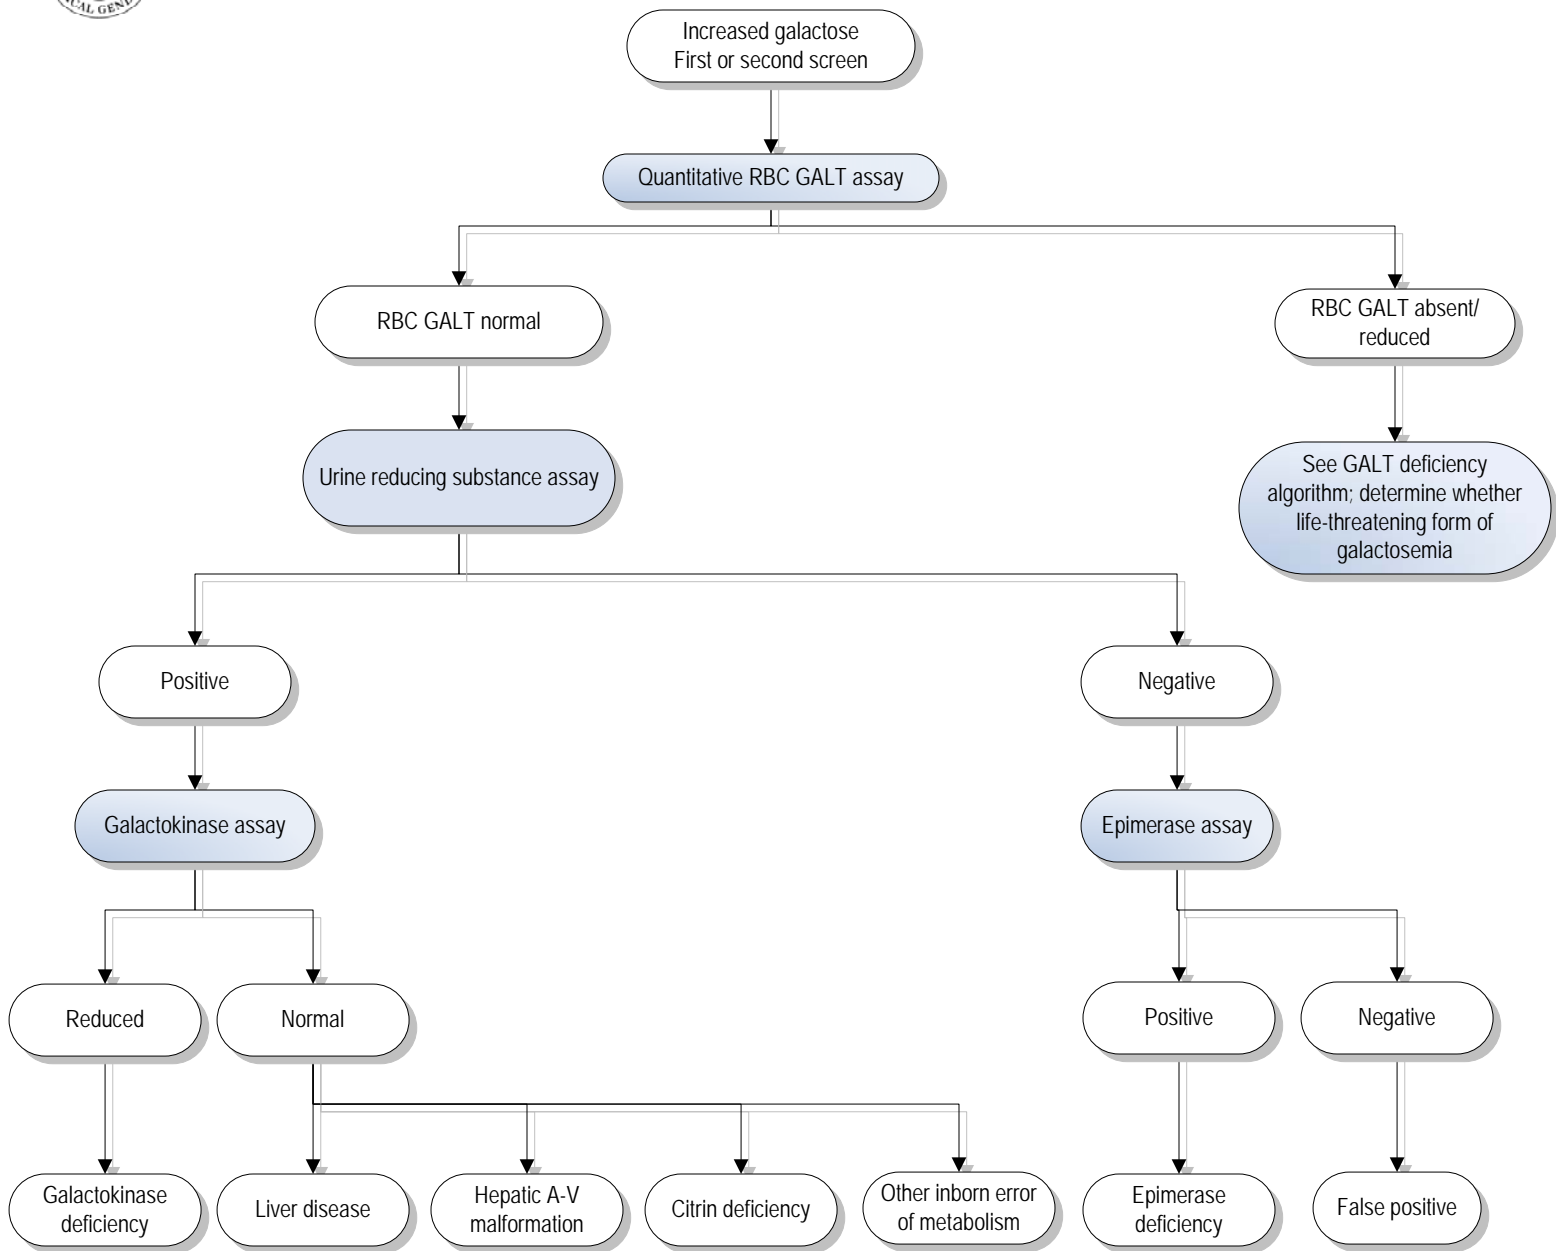 ICAL GEN
Increased galactose
First or second screen
Quantitative RBC GALT assay
RBC GALT normal
RBC GALT absent/
reduced
Urine reducing substance assay
See GALT deficiency
algorithm; determine whether
life-threatening form of
galactosemia
Positive
Negative
Galactokinase assay
Epimerase assay
Reduced
Normal
Positive
Negative
Galactokinase
deficiency
Liver disease
Hepatic A-V
malformation
Citrin deficiency
Other inborn error
of metabolism
Epimerase
deficiency
False positive